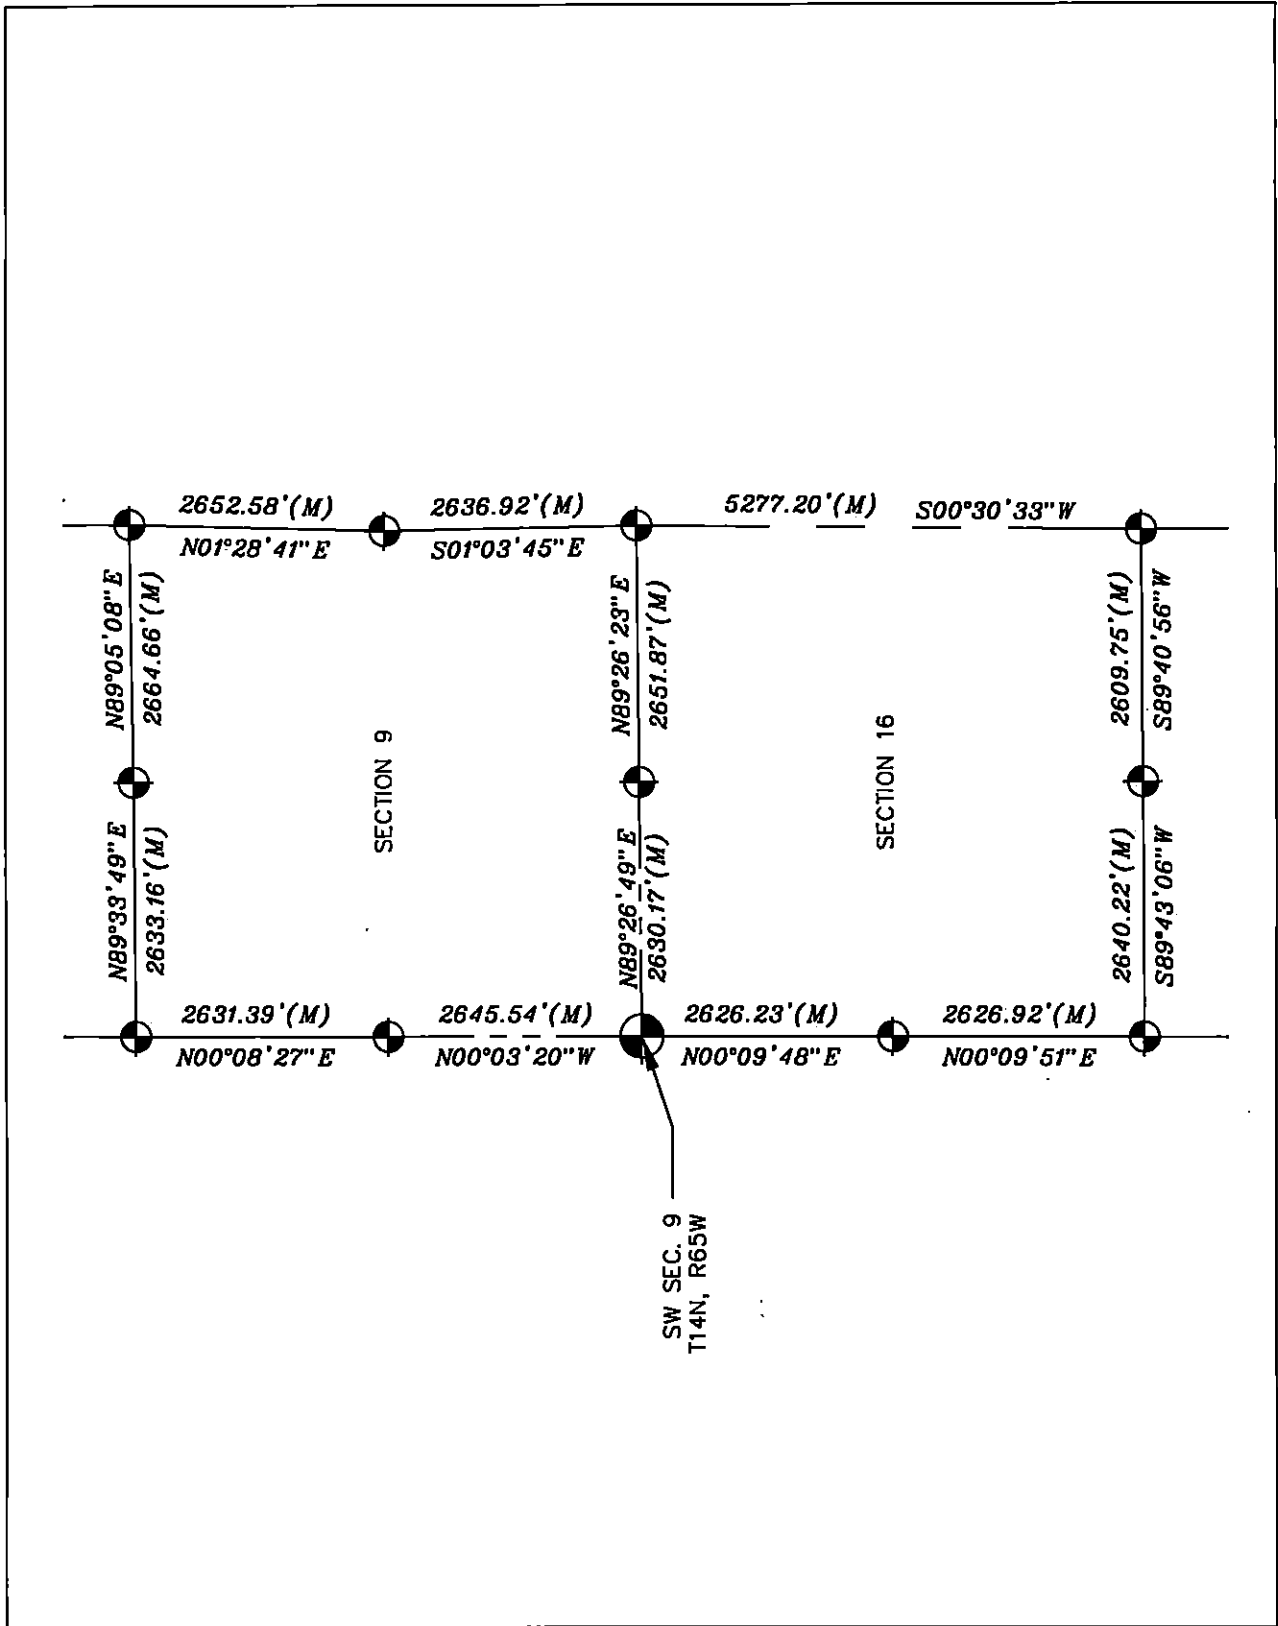 2652.58'(M)
N01°28'41"E
2636.92'(M)
S01°03'45"E
5277.20'(M)
S00°30'33"W
N89°05'08"E
2664.66'(M)
N89°26'23"E
2651.87'(M)
2609.75'(M)
S89°40'56"W
SECTION 9
SECTION 16
N89°33'49"E
2633.16'(M)
N89°26'49"E
2630.17'(M)
2640.22'(M)
S89°43'06"W
2631.39'(M)
N00°08'27"E
2645.54'(M)
N00°03'20"W
2626.23'(M)
N00°09'48"E
2626.92'(M)
N00°09'51"E
SW SEC. 9
T14N, R65W